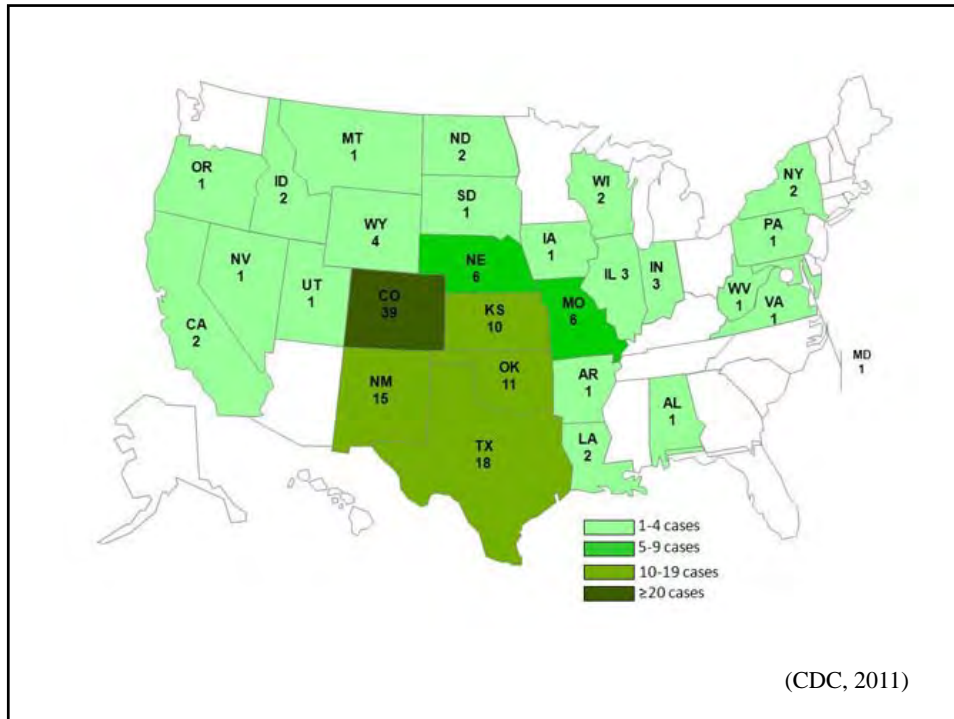 MT
1
ND
2
OR
1
ID
2
SD
1
WY
4
WI
2
NY
2
IA
1
PA
1
NE
6
NV
1
UT
1
CO
39
IL 3
IN
3
WV
1
VA
1
CA
2
KS
10
MO
6
MD
1
NM
15
OK
11
AR
1
AL
1
LA
2
TX
18
1-4 cases
5-9 cases
10-19 cases
≥20 cases
(CDC, 2011)